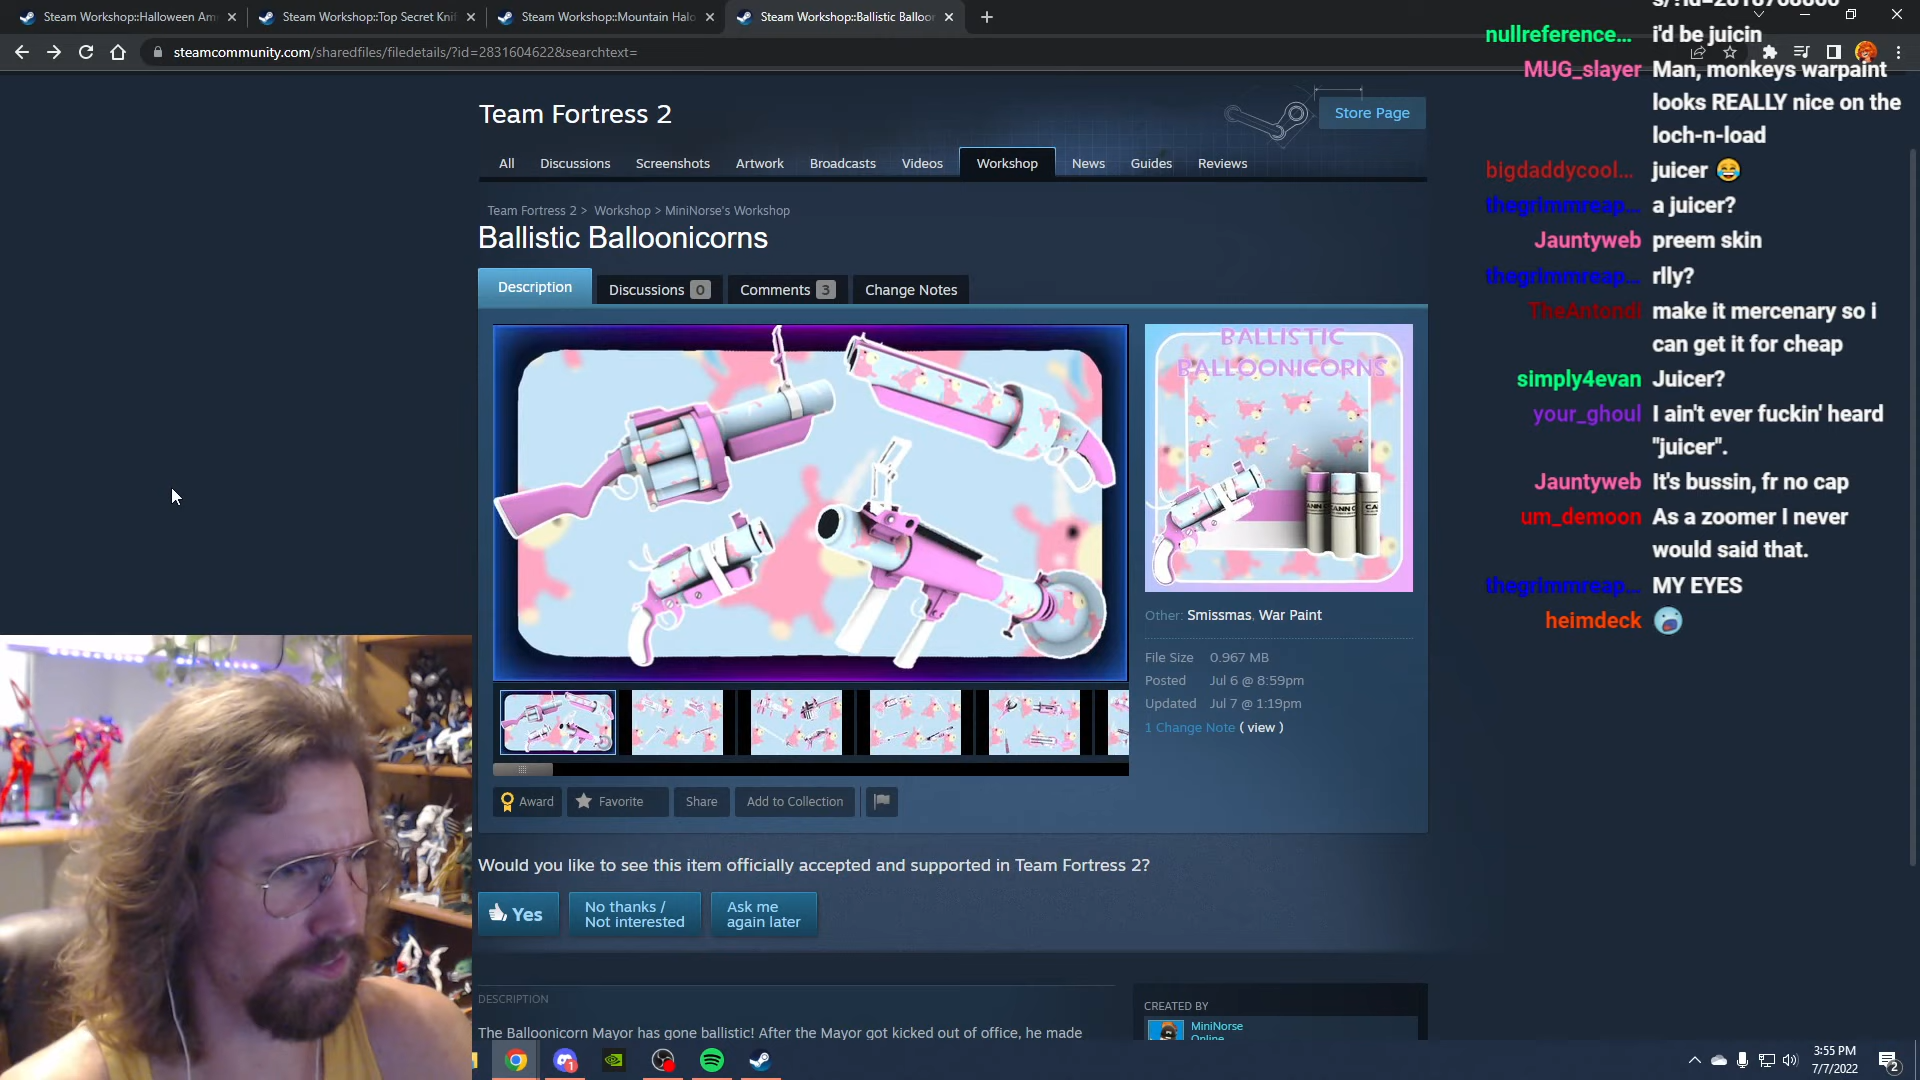 Steam Workshop::Halloween Am
Steam Workshop::Top Secret Knif
Steam Workshop::Mountain Halo
Steam Workshop::Ballistic Balloor
steamcommunity.com/sharedfiles/filedetails/?id=2831604622&searchtext=
Team Fortress 2
Store Page
All
Discussions
Screenshots
Artwork
Broadcasts
Videos
Workshop
News
Guides
Reviews
Team Fortress 2 > Workshop > MiniNorse's Workshop
Ballistic Balloonicorns
Description
Discussions 0
Comments 3
Change Notes
BALLISTIC
BALLOONICORNS
Other: Smissmas, War Paint
File Size 0.967 MB
Posted Jul 6 @ 8:59pm
Updated Jul 7 @ 1:19pm
1 Change Note ( view )
Award
Favorite
Share
Add to Collection
Would you like to see this item officially accepted and supported in Team Fortress 2?
Yes
No thanks /
Not interested
Ask me
again later
DESCRIPTION
The Balloonicorn Mayor has gone ballistic! After the Mayor got kicked out of office, he made
CREATED BY
MiniNorse
Online
nullreference... i'd be juicin
MUG_slayer Man, monkeys warpaint
looks REALLY nice on the
loch-n-load
bigdaddycool... juicer 😂
thegrimmreap... a juicer?
Jauntyweb preem skin
thegrimmreap... rlly?
TheAntondl make it mercenary so i
can get it for cheap
simply4evan Juicer?
your_ghoul I ain't ever fuckin' heard
"juicer".
Jauntyweb It's bussin, fr no cap
um_demoon As a zoomer I never
would said that.
thegrimmreap... MY EYES
heimdeck
3:55 PM
7/7/2022
2
1